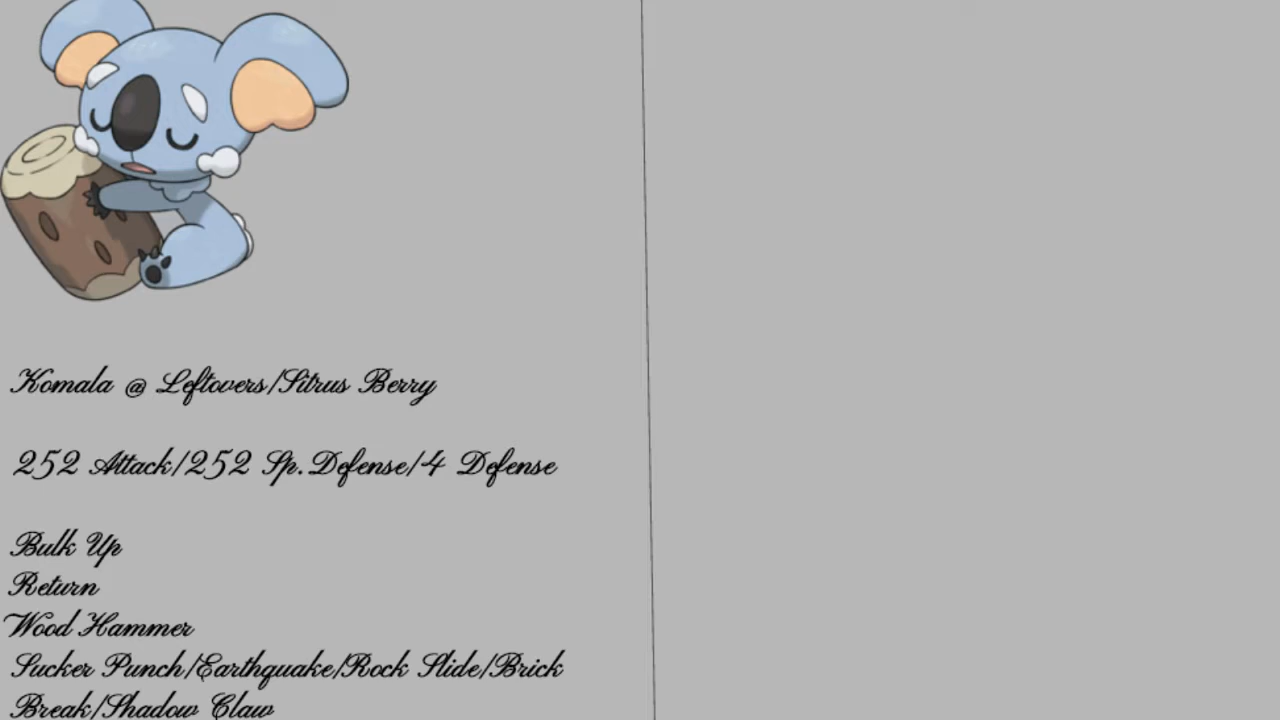 Komala @ Leftovers/Sitrus Berry
252 Attack/252 Sp.Defense/4 Defense
Bulk Up
Return
Wood Hammer
Sucker Punch/Earthquake/Rock Slide/Brick
Break/Shadow Claw